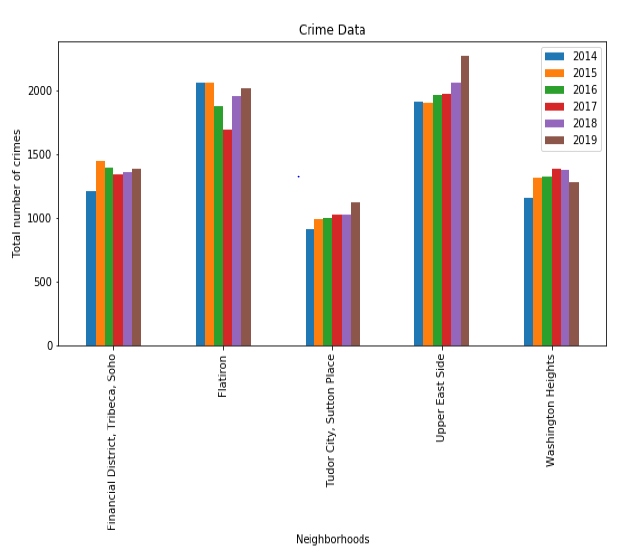 Crime Data
2014
2015
2016
2017
2018
2019
Total number of crimes
2000
1500
1000
500
0
Financial District, Tribeca, Soho
Flatiron
Tudor City, Sutton Place
Upper East Side
Washington Heights
Neighborhoods